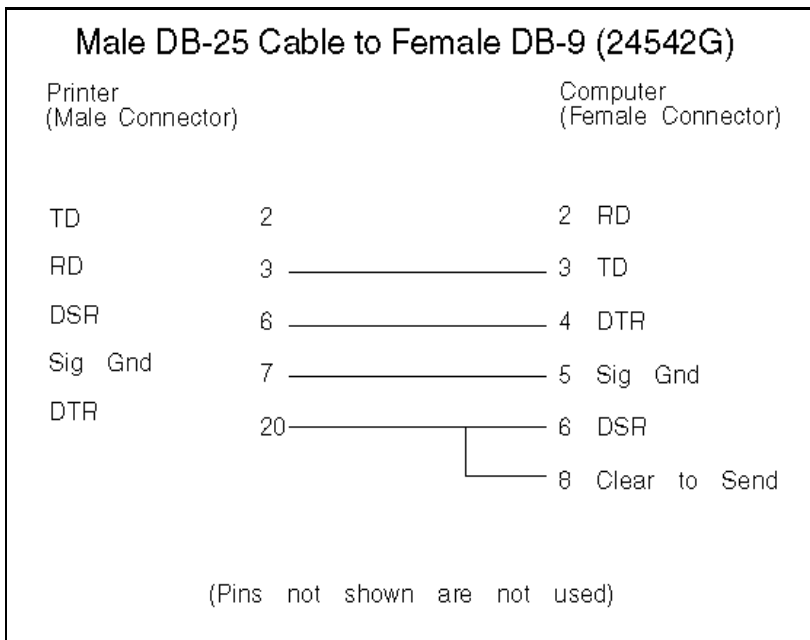 Male DB-25 Cable to Female DB-9 (24542G)
Printer Computer
(Male Connector) (Female Connector)
TD 2 2 RD
RD 3 3 TD
DSR 6 4 DTR
Sig Gnd 7 5 Sig Gnd
DTR 20 6 DSR
8 Clear to Send
(Pins not shown are not used)